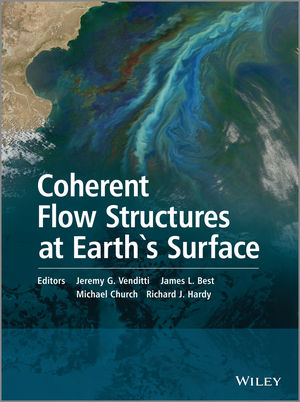 Coherent
Flow Structures
at Earth`s Surface
Editors Jeremy G. Venditti James L. Best
Michael Church Richard J. Hardy
WILEY